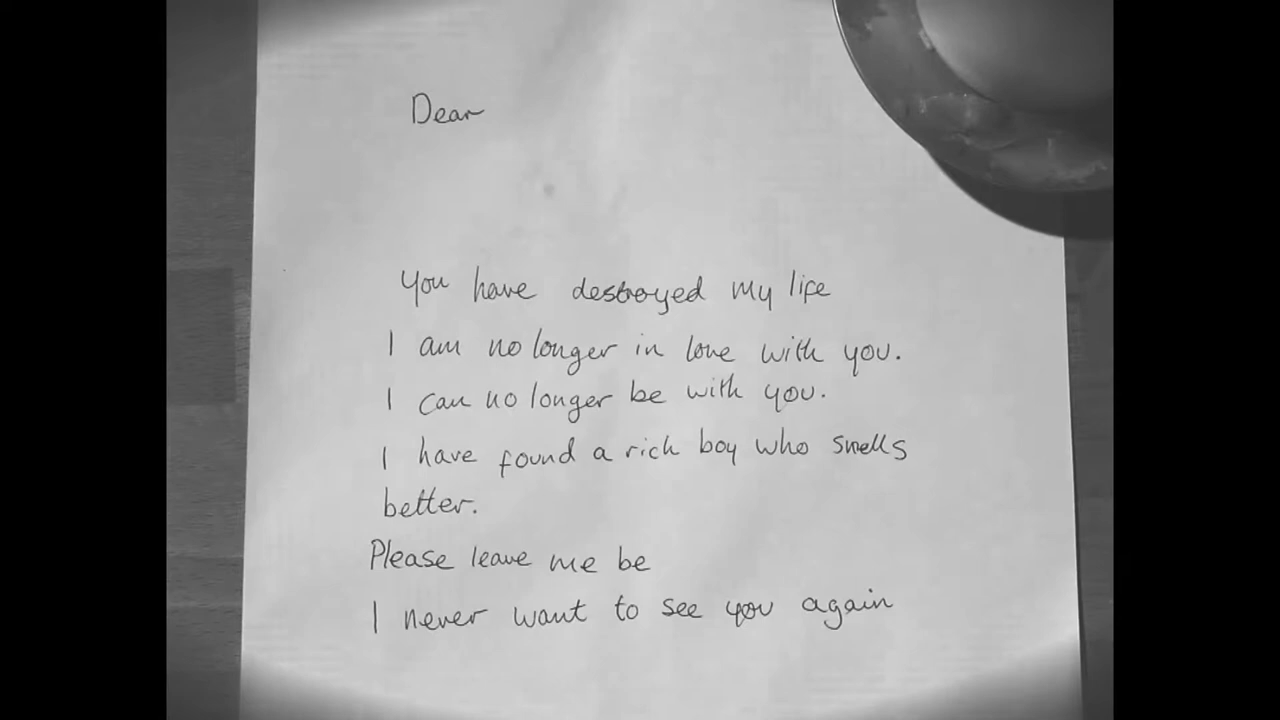 Dear
You have destroyed my life
I am no longer in love with you.
I can no longer be with you.
I have found a rich boy who smells
better.
Please leave me be
I never want to see you again